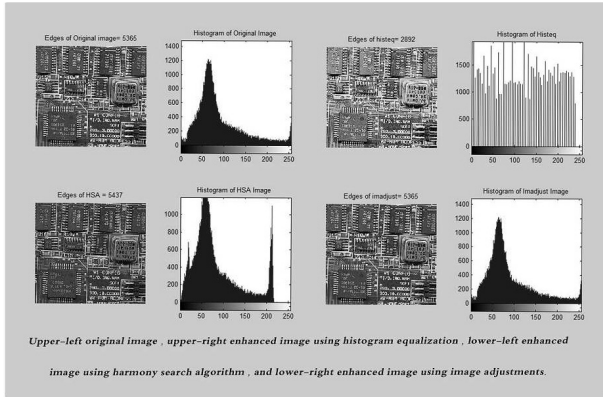 Edges of Original image= 5365
Histogram of Original Image
1400
1200
1000
800
600
400
200
0
0 50 100 150 200 250
Edges of histeq= 2892
Histogram of Histeq
1500
1000
500
0
0 50 100 150 200 250
Edges of HSA = 5437
Histogram of HSA Image
1000
800
600
400
200
0
0 50 100 150 200 250
Edges of imadjust= 5365
Histogram of Imadjust Image
1400
1200
1000
800
600
400
200
0
0 50 100 150 200 250
Upper-left original image , upper-right enhanced image using histogram equalization , lower-left enhanced
image using harmony search algorithm , and lower-right enhanced image using image adjustments.